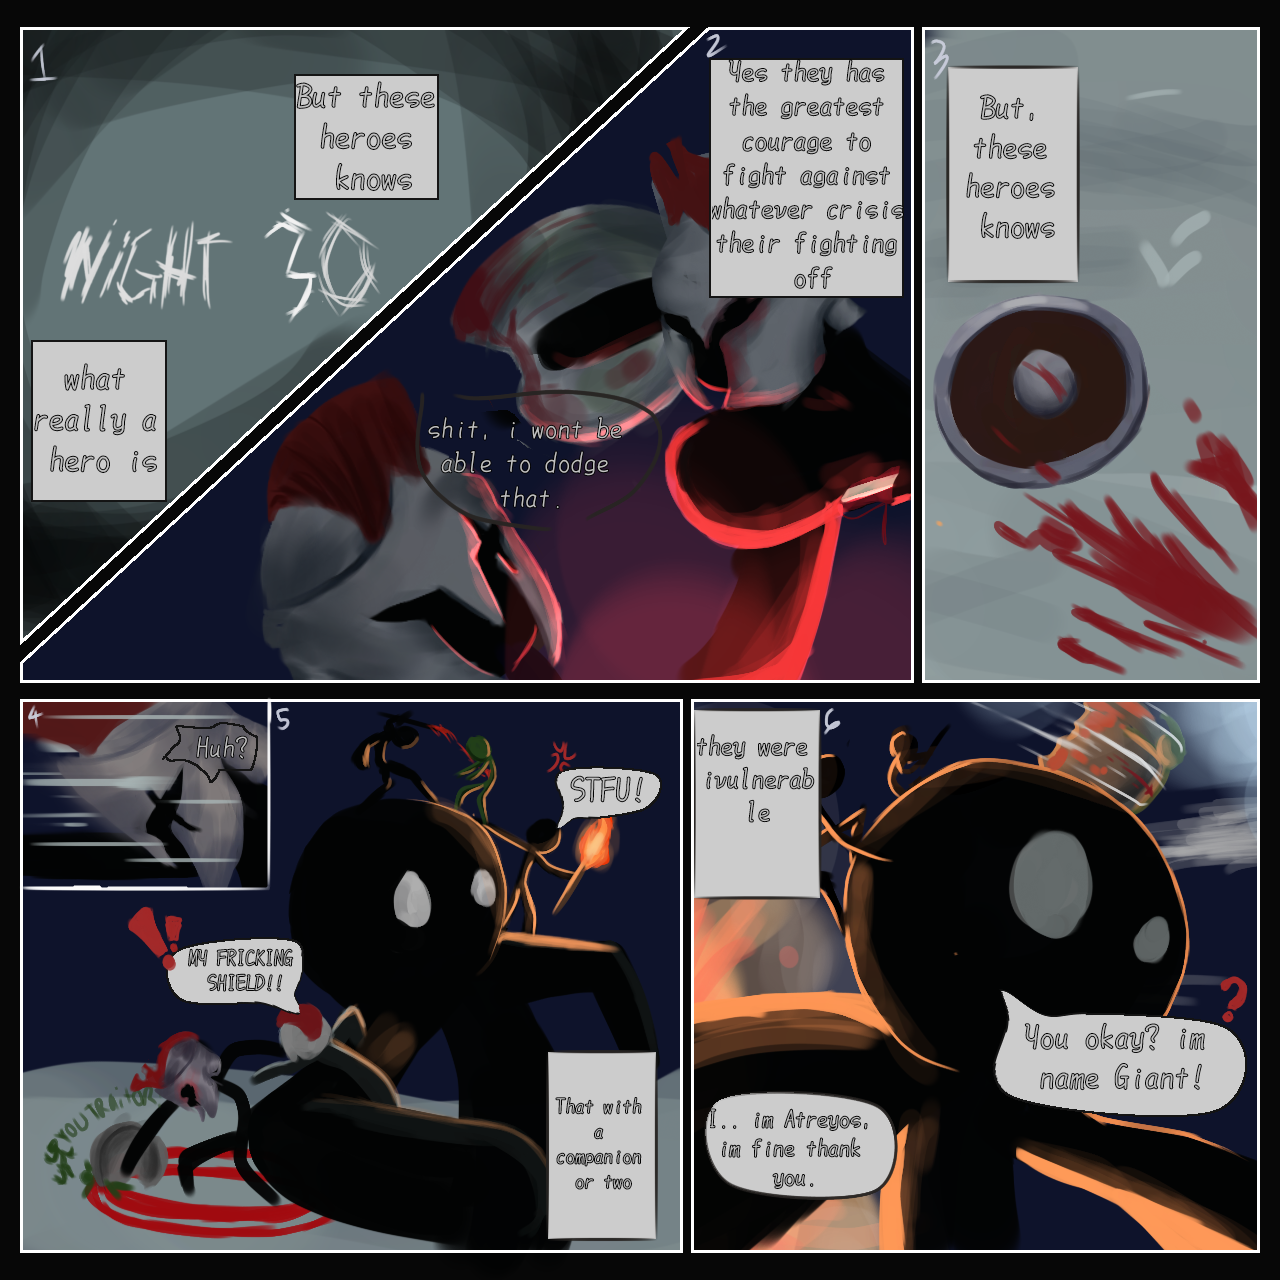 1
But these
heroes
knows
NIGHT 30
what
really a
hero is
2
Yes they has
the greatest
courage to
fight against
whatever crisis
their fighting
off
shit, i wont be
able to dodge
that.
3
But,
these
heroes
knows
4
Huh?
5
STFU!
MY FRICKING
SHIELD!!
!!
YOU TRAITOR
That with
a
companion
or two
6
they were
ivulnerab
le
?
You okay? im
name Giant!
I.. im Atreyos,
im fine thank
you.